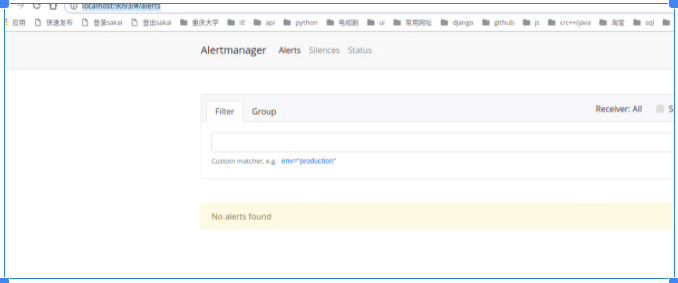 localhost:9093/#/alerts
应用 快速发布 登录sakai 登出sakai 重庆大学 IE api python 电视剧 ui 常用网址 django github js c/c++/java 淘宝 sql
Alertmanager Alerts Silences Status
Filter Group Receiver: All S
Custom matcher, e.g. env="production"
No alerts found